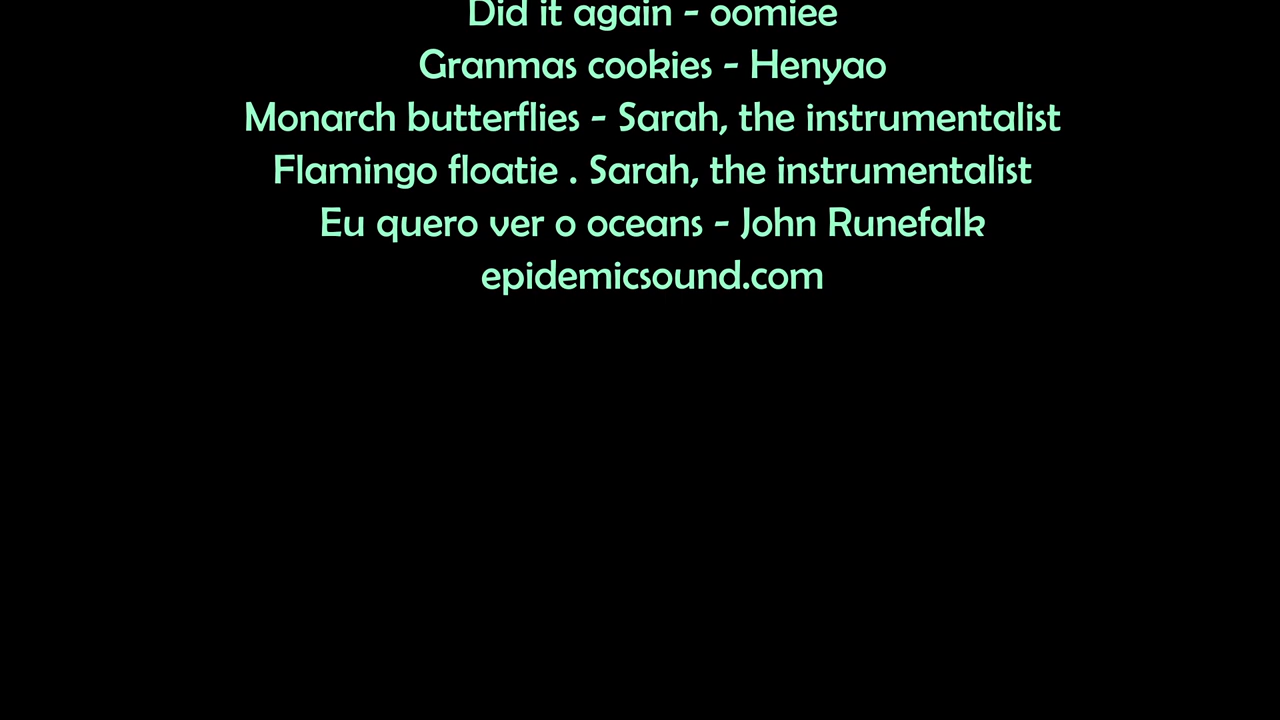 Did it again - oomiee
Granmas cookies - Henyao
Monarch butterflies - Sarah, the instrumentalist
Flamingo floatie . Sarah, the instrumentalist
Eu quero ver o oceans - John Runefalk
epidemicsound.com